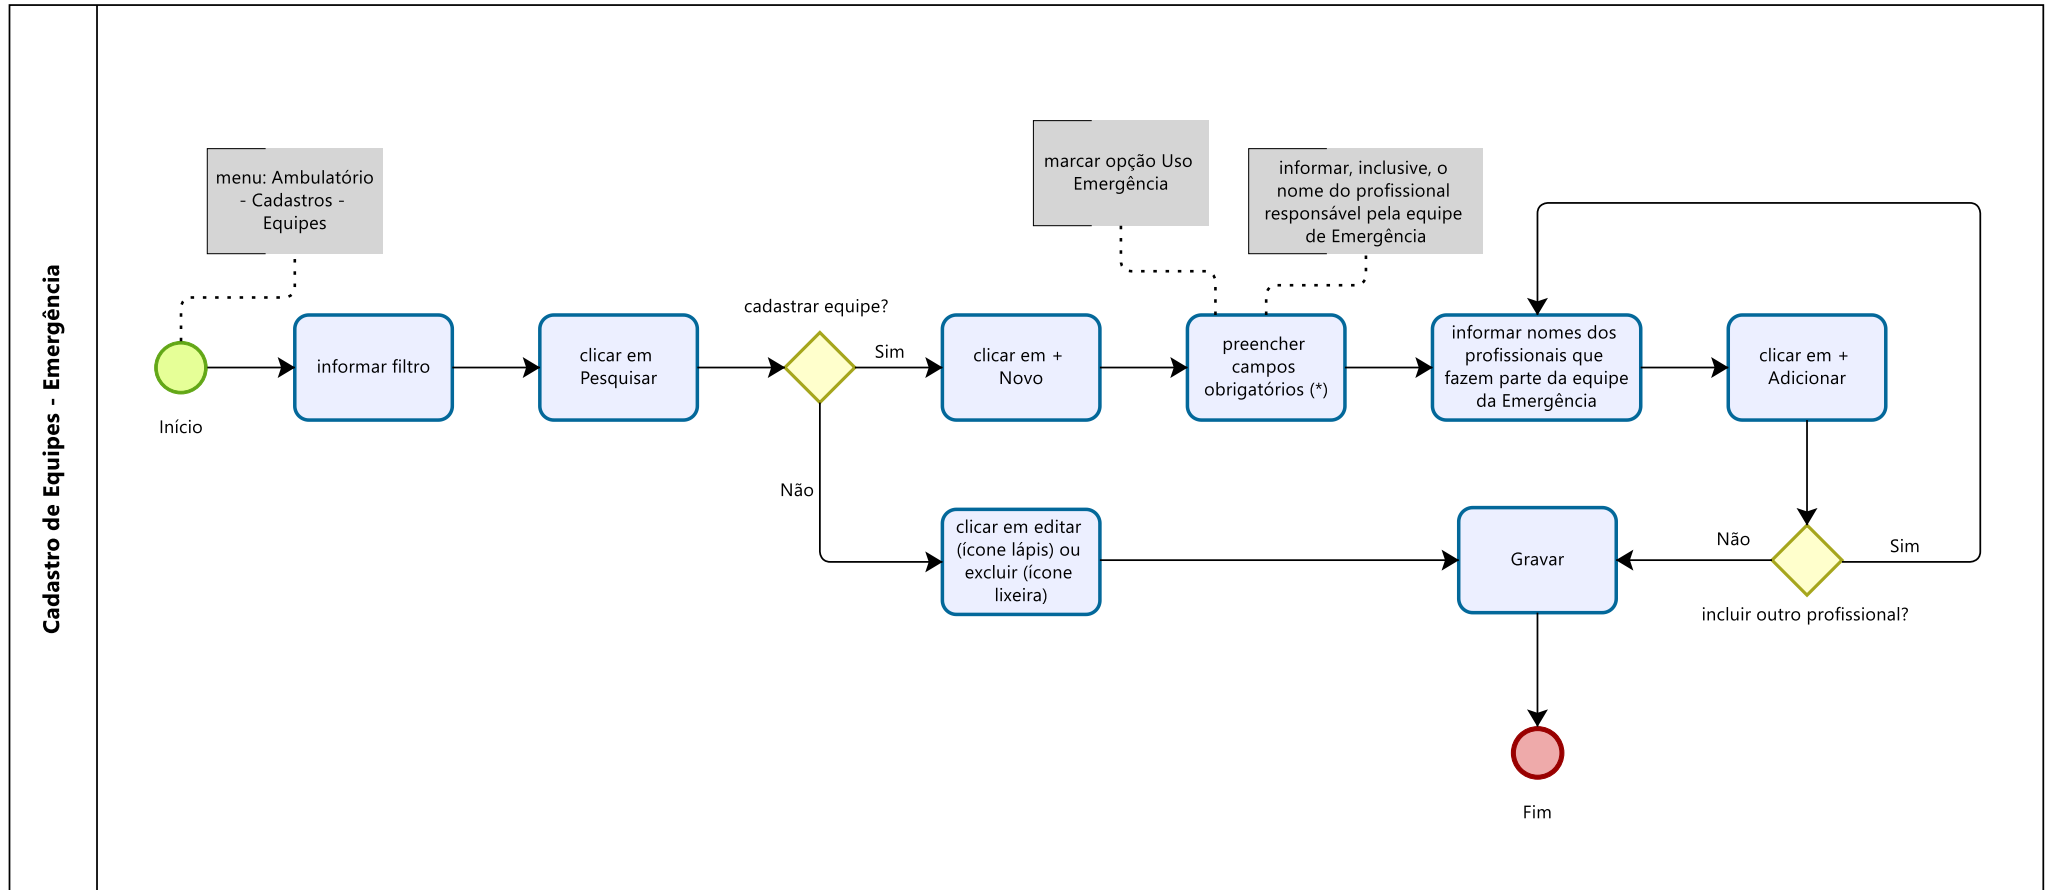 Cadastro de Equipes - Emergência
menu: Ambulatório
- Cadastros -
Equipes
Início
informar filtro
clicar em
Pesquisar
cadastrar equipe?
Sim
Não
clicar em +
Novo
marcar opção Uso
Emergência
informar, inclusive, o
nome do profissional
responsável pela equipe
de Emergência
preencher
campos
obrigatórios (*)
informar nomes dos
profissionais que
fazem parte da equipe
da Emergência
clicar em +
Adicionar
clicar em editar
(ícone lápis) ou
excluir (ícone
lixeira)
Gravar
Não
Sim
incluir outro profissional?
Fim